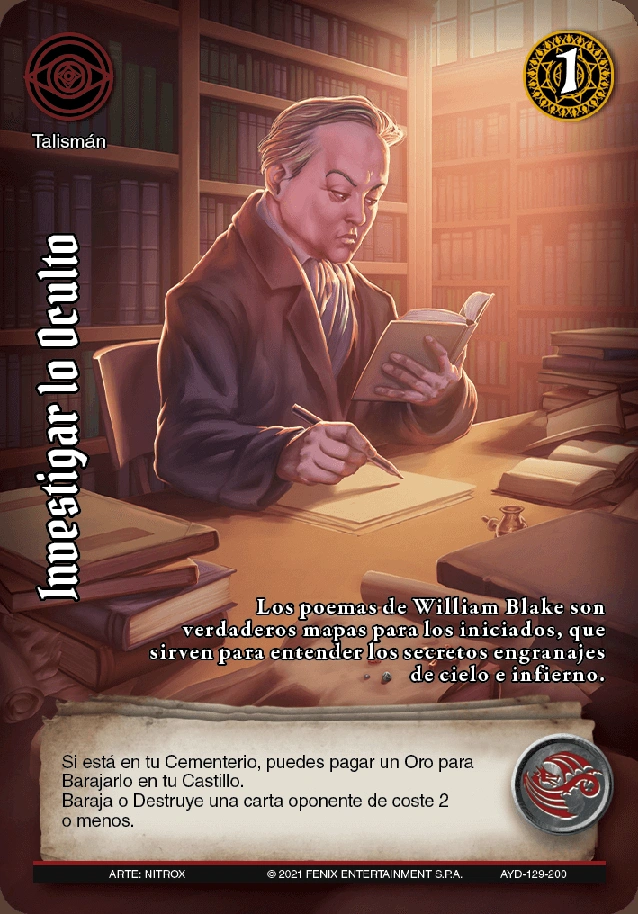 1
Talismán
Investigar lo Oculto
Los poemas de William Blake son
verdaderos mapas para los iniciados, que
sirven para entender los secretos engranajes
de cielo e infierno.
Si está en tu Cementerio, puedes pagar un Oro para
Barajarlo en tu Castillo.
Baraja o Destruye una carta oponente de coste 2
o menos.
ARTE: NITROX © 2021 FENIX ENTERTAINMENT S.P.A. AYD-129-200